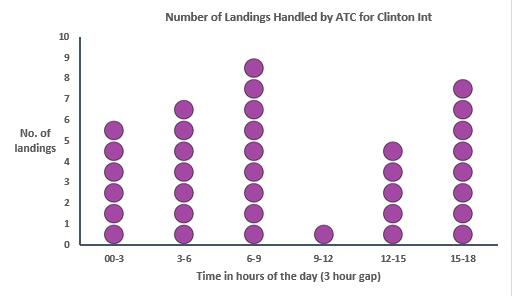 Number of Landings Handled by ATC for Clinton Int
10
9
8
7
6
5
4
3
2
1
0
No. of
landings
00-3 3-6 6-9 9-12 12-15 15-18
Time in hours of the day (3 hour gap)